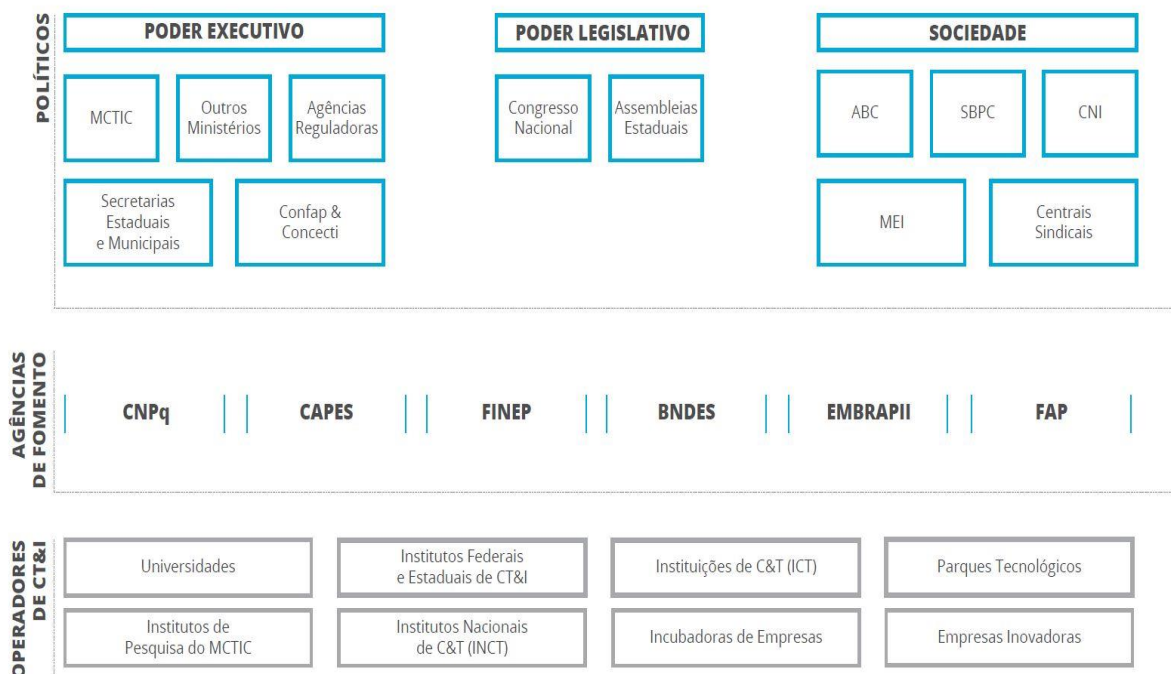 POLÍTICOS
PODER EXECUTIVO
MCTIC
Outros
Ministérios
Agências
Reguladoras
Secretarias
Estaduais
e Municipais
Confap &
Concecti
PODER LEGISLATIVO
Congresso
Nacional
Assembleias
Estaduais
SOCIEDADE
ABC
SBPC
CNI
MEI
Centrais
Sindicais
AGÊNCIAS
DE FOMENTO
CNPq
CAPES
FINEP
BNDES
EMBRAPII
FAP
OPERADORES
DE CT&I
Universidades
Institutos Federais
e Estaduais de CT&I
Instituições de C&T (ICT)
Parques Tecnológicos
Institutos de
Pesquisa do MCTIC
Institutos Nacionais
de C&T (INCT)
Incubadoras de Empresas
Empresas Inovadoras